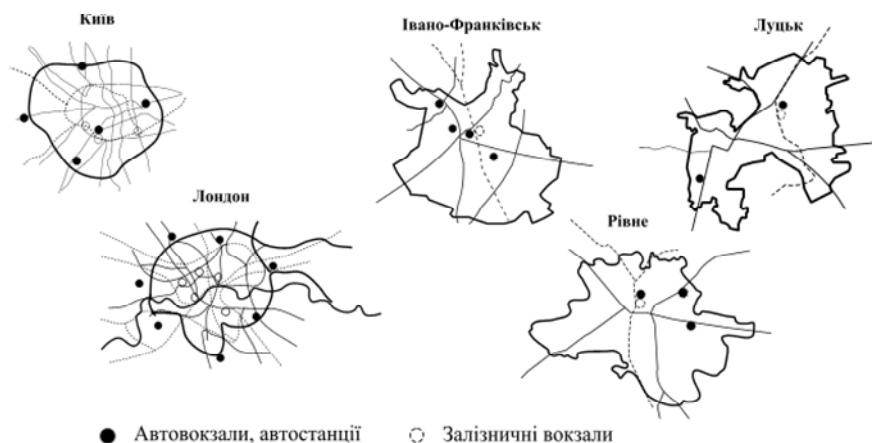 Київ
Івано-Франківськ
Луцьк
Лондон
Рівне
Автовокзали, автостанції
Залізничні вокзали